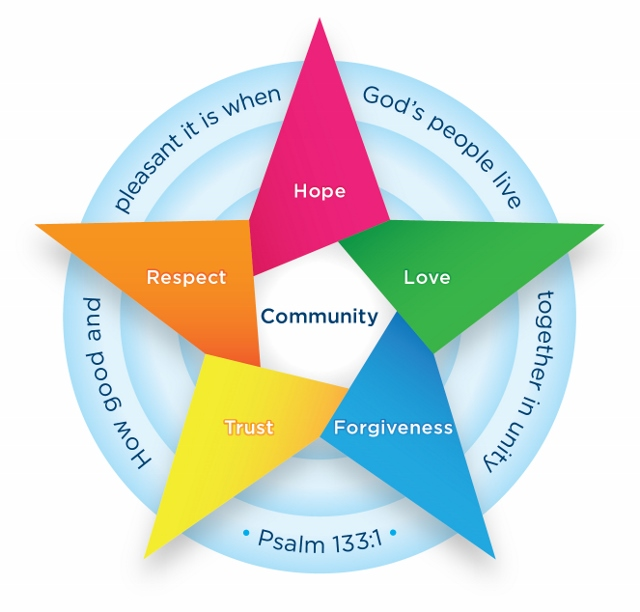 How good and
pleasant it is when
God's people live
together in unity
• Psalm 133:1 •
Hope
Love
Forgiveness
Trust
Respect
Community